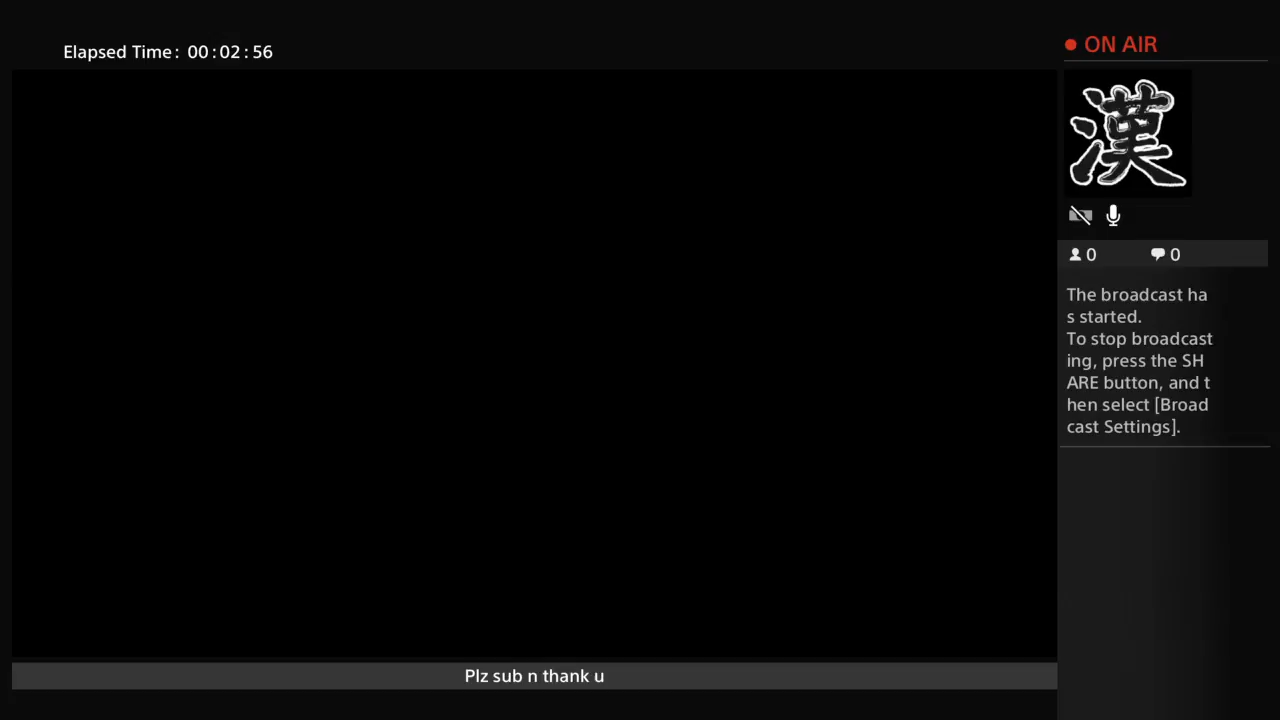 Elapsed Time: 00:02:56
ON AIR
漢
0 0
The broadcast ha
s started.
To stop broadcast
ing, press the SH
ARE button, and t
hen select [Broad
cast Settings].
Plz sub n thank u